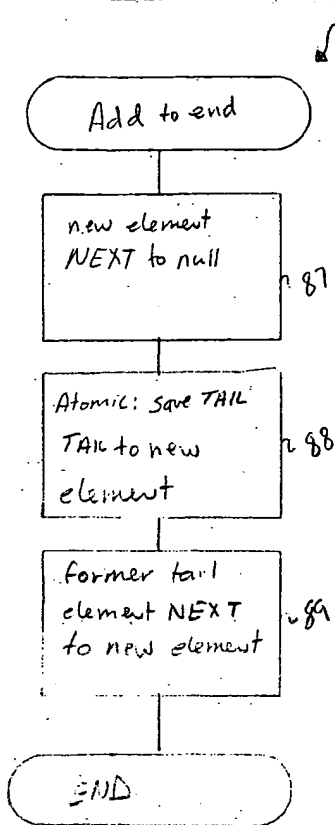 Add to end
new element
NEXT to null
87
Atomic: save TAIL
TAIL to new
element
88
former tail
element NEXT
to new element
89
END